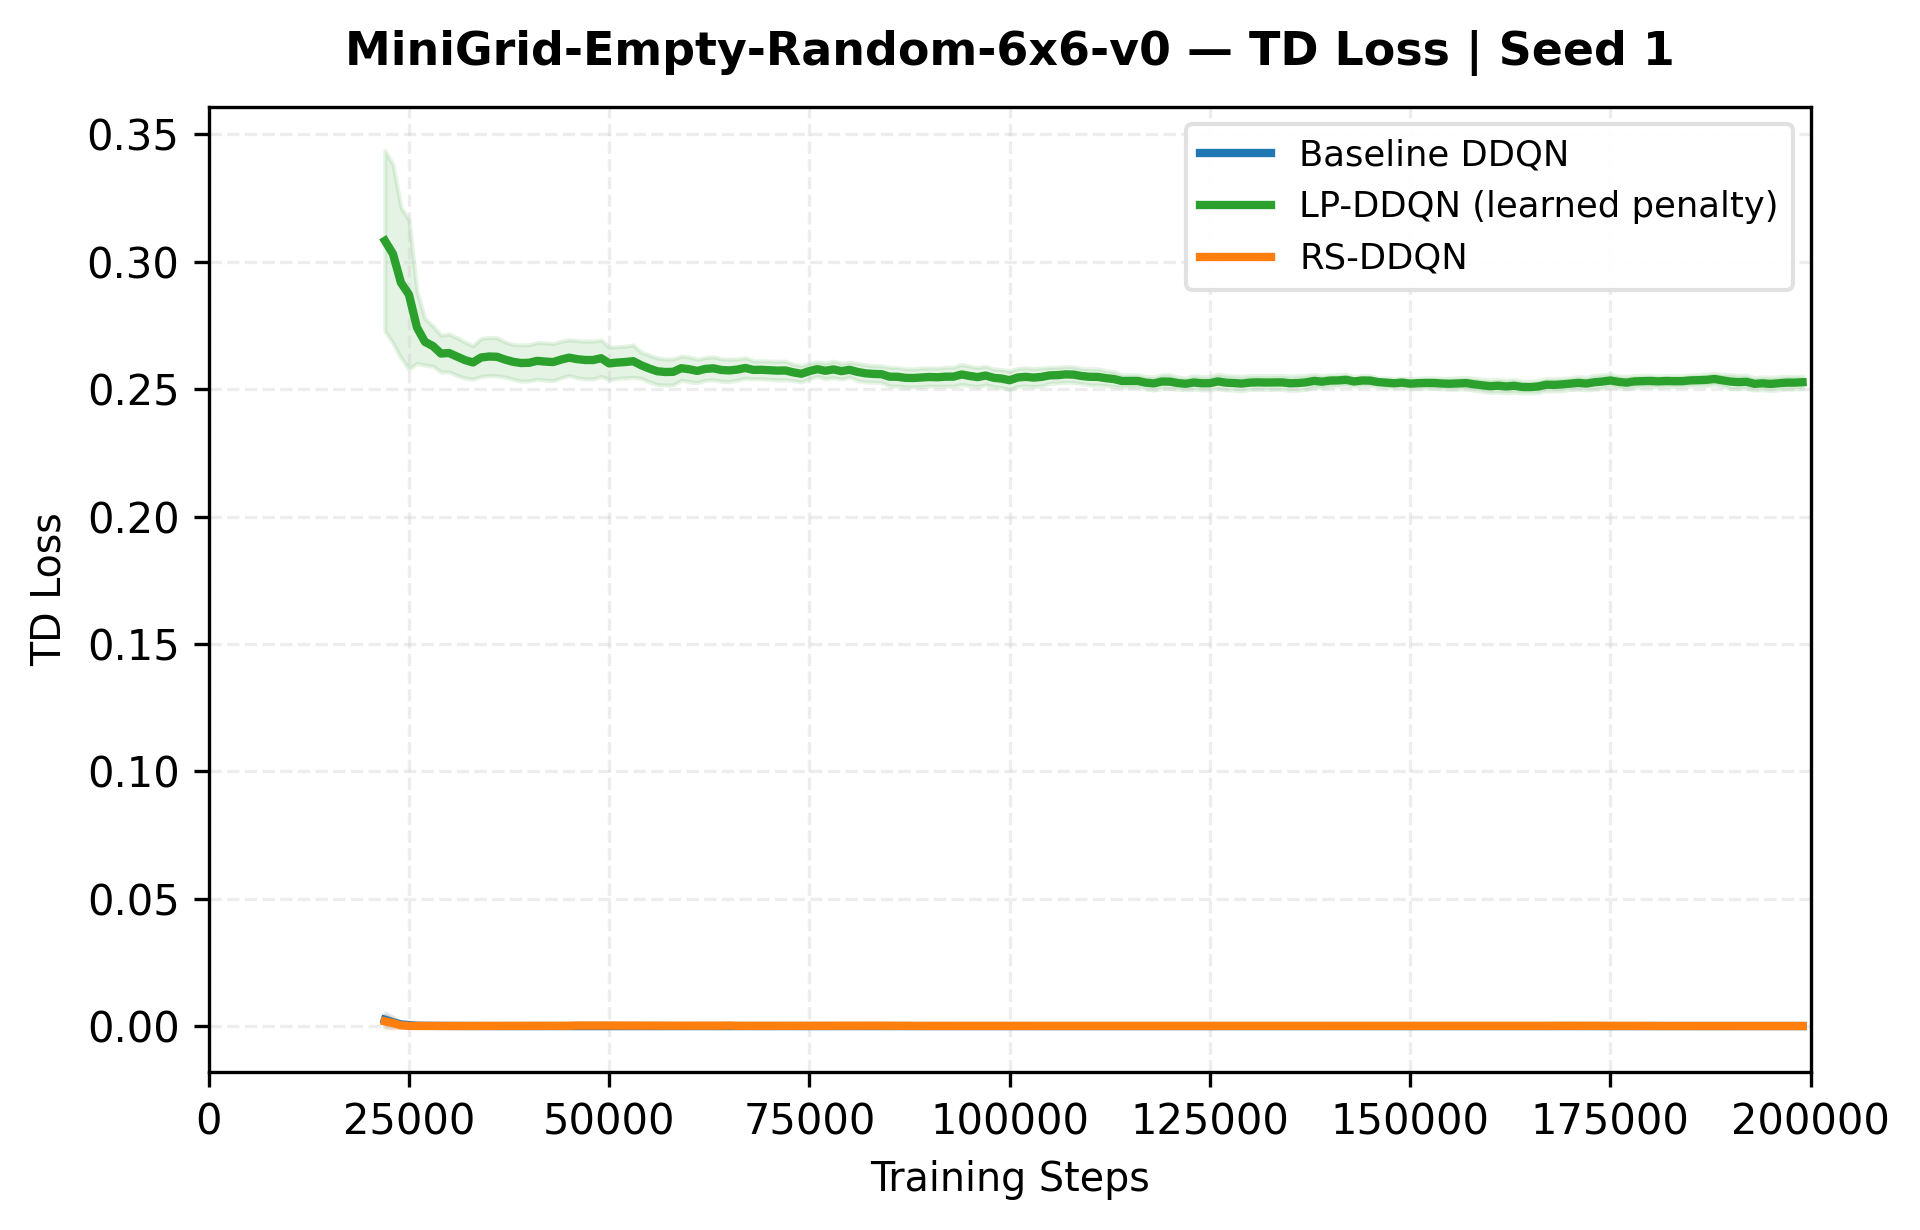 MiniGrid-Empty-Random-6x6-v0 — TD Loss | Seed 1
Baseline DDQN
LP-DDQN (learned penalty)
RS-DDQN
TD Loss
0.35
0.30
0.25
0.20
0.15
0.10
0.05
0.00
0 25000 50000 75000 100000 125000 150000 175000 200000
Training Steps